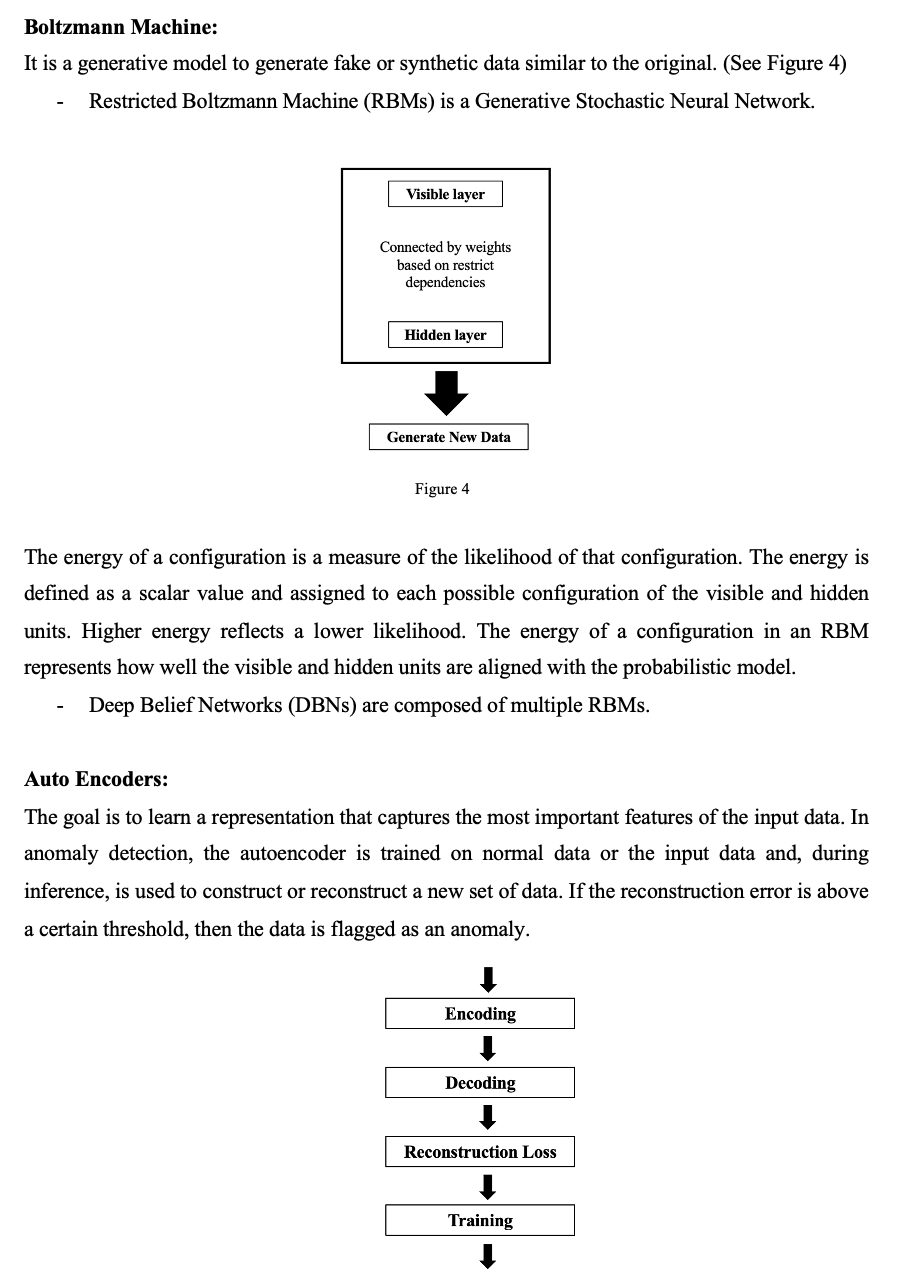 Boltzmann Machine:
It is a generative model to generate fake or synthetic data similar to the original. (See Figure 4)
- Restricted Boltzmann Machine (RBMs) is a Generative Stochastic Neural Network.
Visible layer
Connected by weights
based on restrict
dependencies
Hidden layer
Generate New Data
Figure 4
The energy of a configuration is a measure of the likelihood of that configuration. The energy is
defined as a scalar value and assigned to each possible configuration of the visible and hidden
units. Higher energy reflects a lower likelihood. The energy of a configuration in an RBM
represents how well the visible and hidden units are aligned with the probabilistic model.
- Deep Belief Networks (DBNs) are composed of multiple RBMs.
Auto Encoders:
The goal is to learn a representation that captures the most important features of the input data. In
anomaly detection, the autoencoder is trained on normal data or the input data and, during
inference, is used to construct or reconstruct a new set of data. If the reconstruction error is above
a certain threshold, then the data is flagged as an anomaly.
Encoding
Decoding
Reconstruction Loss
Training